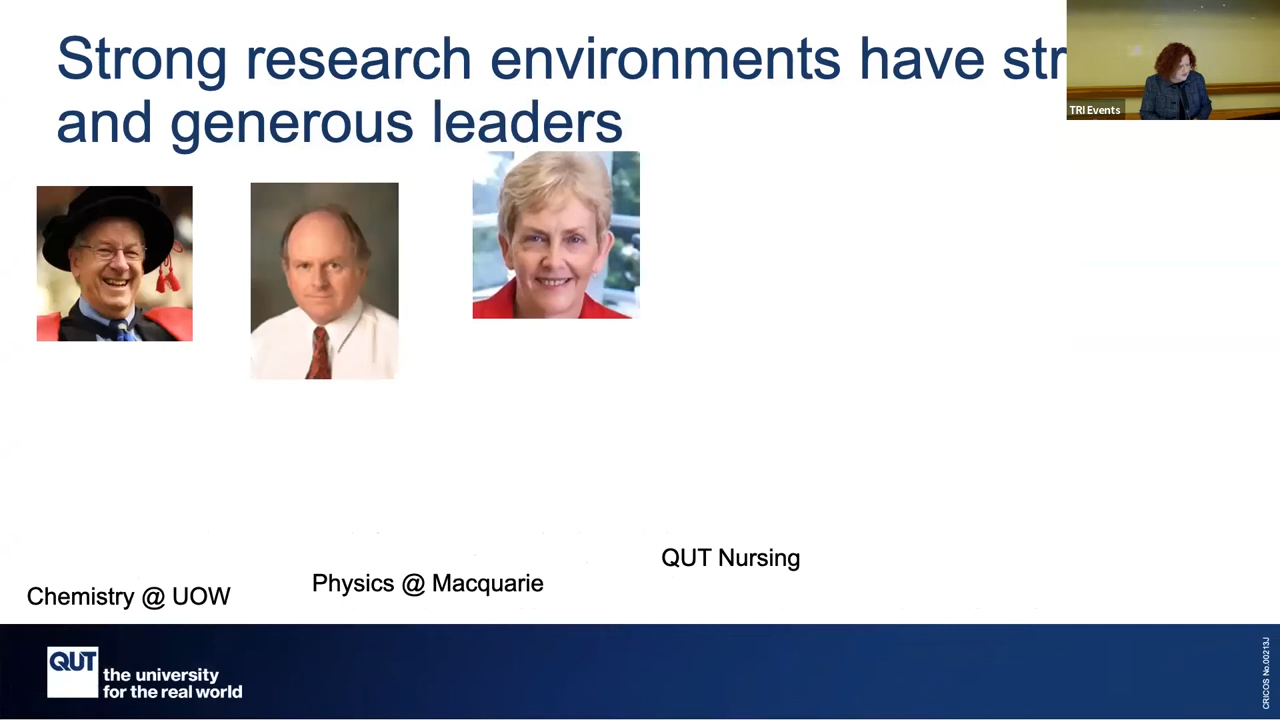 Strong research environments have str
and generous leaders
TRI Events
QUT Nursing
Physics @ Macquarie
Chemistry @ UOW
QUT
the university
for the real world
CRICOS No.00213J